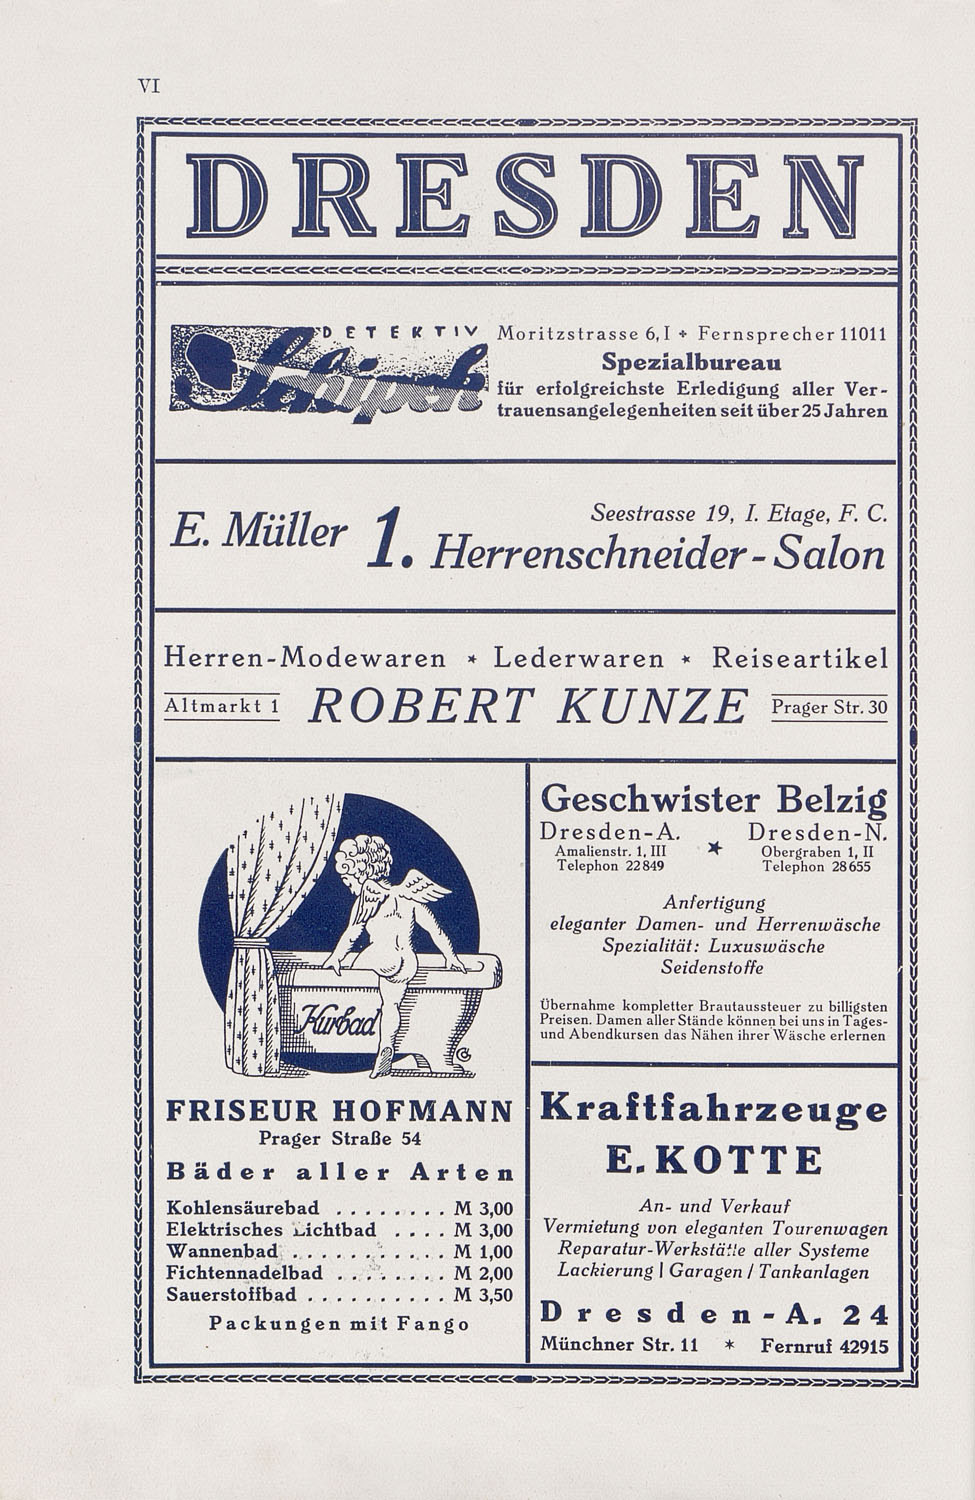 VI
DRESDEN
DETEKTIV
Moritzstrasse 6, I ✢ Fernsprecher 11011
Spezialbureau
für erfolgreichste Erledigung aller Ver-
trauensangelegenheiten seit über 25 Jahren
E. Müller 1. Herrenschneider-Salon
Seestrasse 19, I. Etage, F. C.
Herren-Modewaren ⋆ Lederwaren ⋆ Reiseartikel
Altmarkt 1 ROBERT KUNZE Prager Str. 30
Kurbad
FRISEUR HOFMANN
Prager Straße 54
Bäder aller Arten
Kohlensäurebad ........ M 3,00
Elektrisches Lichtbad .... M 3,00
Wannenbad ........... M 1,00
Fichtennadelbad ........ M 2,00
Sauerstoffbad .......... M 3,50
Packungen mit Fango
Geschwister Belzig
Dresden-A. ★ Dresden-N.
Amalienstr. 1, III Obergraben 1, II
Telephon 22849 Telephon 28655
Anfertigung
eleganter Damen- und Herrenwäsche
Spezialität: Luxuswäsche
Seidenstoffe
Übernahme kompletter Brautaussteuer zu billigsten
Preisen. Damen aller Stände können bei uns in Tages-
und Abendkursen das Nähen ihrer Wäsche erlernen
Kraftfahrzeuge
E. KOTTE
An- und Verkauf
Vermietung von eleganten Tourenwagen
Reparatur-Werkstätte aller Systeme
Lackierung | Garagen / Tankanlagen
Dresden-A. 24
Münchner Str. 11 * Fernruf 42915